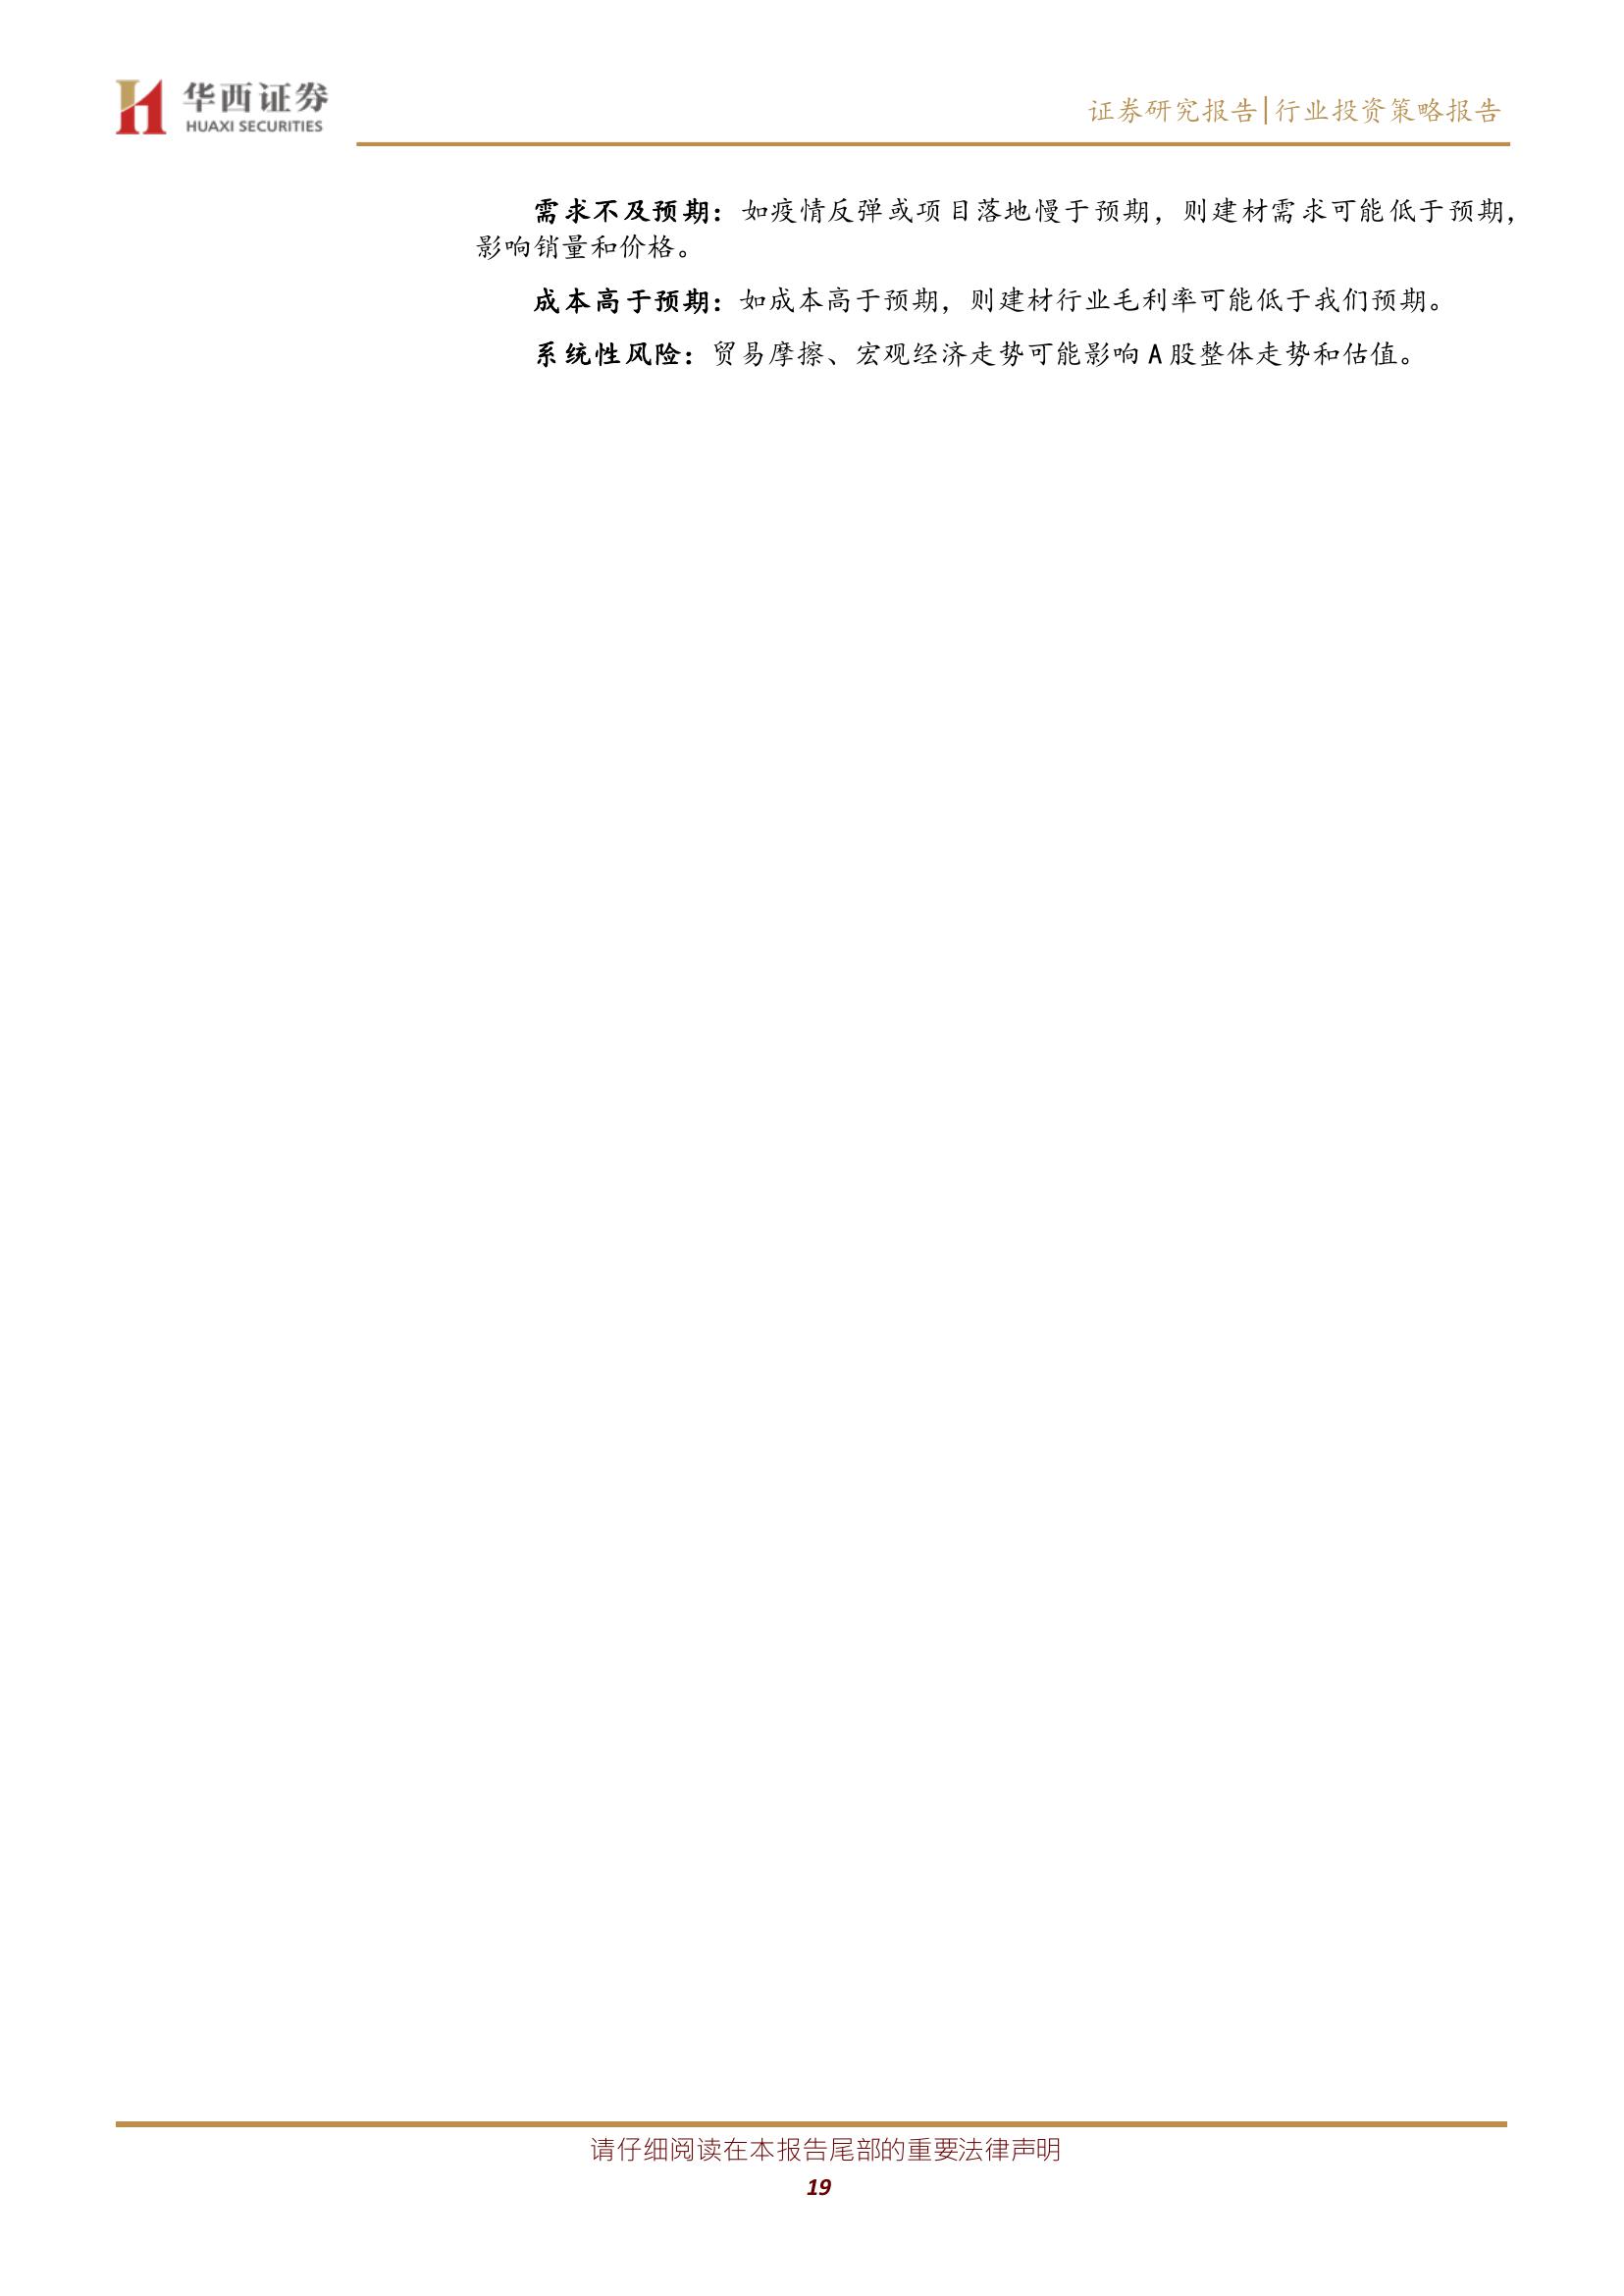 华西证券
HUAXI SECURITIES
证券研究报告|行业投资策略报告
需求不及预期：如疫情反弹或项目落地慢于预期，则建材需求可能低于预期，
影响销量和价格。
成本高于预期：如成本高于预期，则建材行业毛利率可能低于我们预期。
系统性风险：贸易摩擦、宏观经济走势可能影响 A 股整体走势和估值。
请仔细阅读在本报告尾部的重要法律声明
19